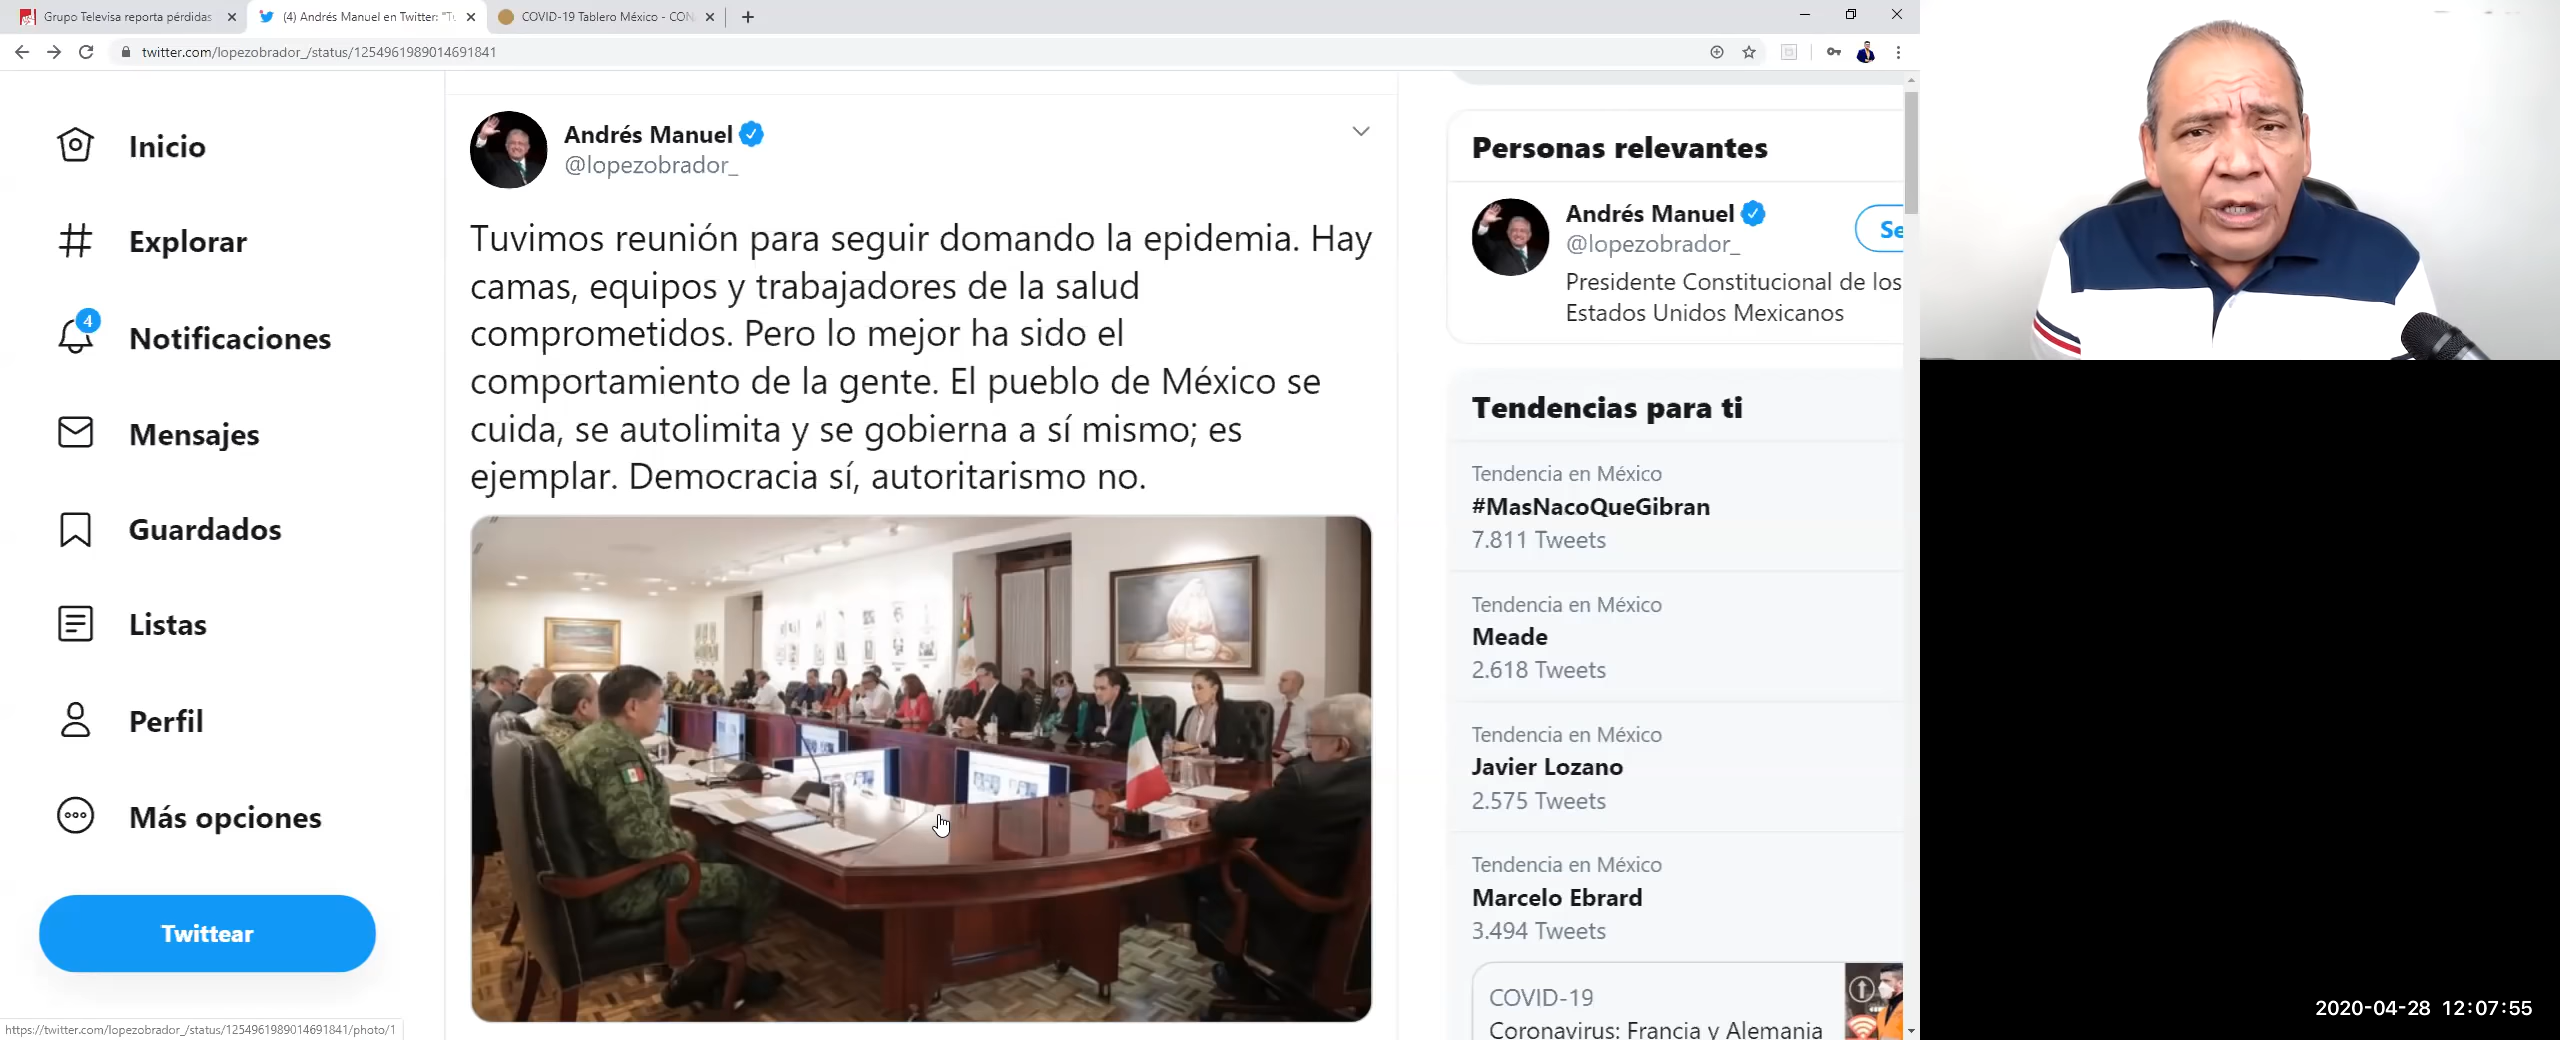 Grupo Televisa reporta pérdidas
(4) Andrés Manuel en Twitter: "Tu
COVID-19 Tablero México - CON
twitter.com/lopezobrador_/status/1254961989014691841
Inicio
Explorar
4
Notificaciones
Mensajes
Guardados
Listas
Perfil
Más opciones
Twittear
https://twitter.com/lopezobrador_/status/1254961989014691841/photo/1
Andrés Manuel
@lopezobrador_
Tuvimos reunión para seguir domando la epidemia. Hay
camas, equipos y trabajadores de la salud
comprometidos. Pero lo mejor ha sido el
comportamiento de la gente. El pueblo de México se
cuida, se autolimita y se gobierna a sí mismo; es
ejemplar. Democracia sí, autoritarismo no.
Personas relevantes
Andrés Manuel
Se
@lopezobrador_
Presidente Constitucional de los
Estados Unidos Mexicanos
Tendencias para ti
Tendencia en México
#MasNacoQueGibran
7.811 Tweets
Tendencia en México
Meade
2.618 Tweets
Tendencia en México
Javier Lozano
2.575 Tweets
Tendencia en México
Marcelo Ebrard
3.494 Tweets
COVID-19
Coronavirus: Francia y Alemania
2020-04-28 12:07:55